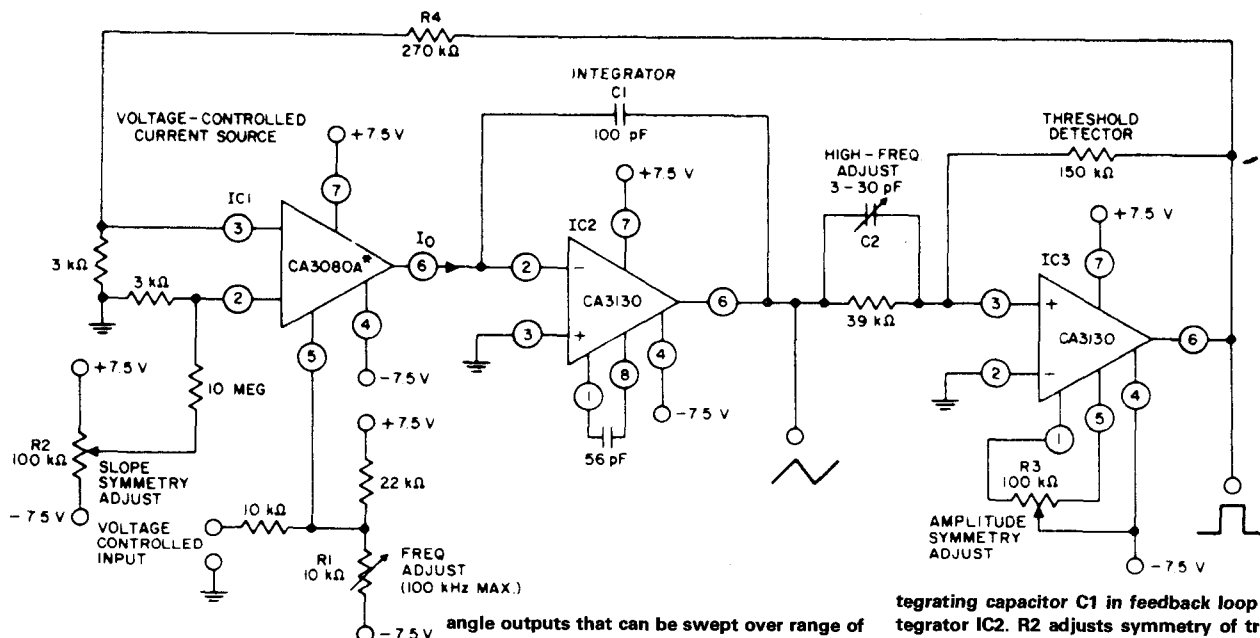 R4
270 kΩ
INTEGRATOR
C1
100 pF
VOLTAGE-CONTROLLED
CURRENT SOURCE
+7.5 V
7
IC1
3
3 kΩ
3 kΩ
2
CA3080A*
IO
6
4
-7.5 V
5
+7.5 V
10 MEG
R2
100 kΩ
SLOPE
SYMMETRY
ADJUST
-7.5 V
VOLTAGE
CONTROLLED
INPUT
10 kΩ
+7.5 V
22 kΩ
R1
10 kΩ
FREQ
ADJUST
(100 kHz MAX.)
-7.5 V
+7.5 V
7
IC2
2
-
CA3130
3
+
6
1
8
4
-7.5 V
56 pF
HIGH-FREQ
ADJUST
3-30 pF
C2
39 kΩ
THRESHOLD
DETECTOR
150 kΩ
+7.5 V
7
IC3
3
+
CA3130
2
-
6
1
5
4
R3
100 kΩ
AMPLITUDE
SYMMETRY
ADJUST
-7.5 V
angle outputs that can be swept over range of
tegrating capacitor C1 in feedback loop
tegrator IC2. R2 adjusts symmetry of tr